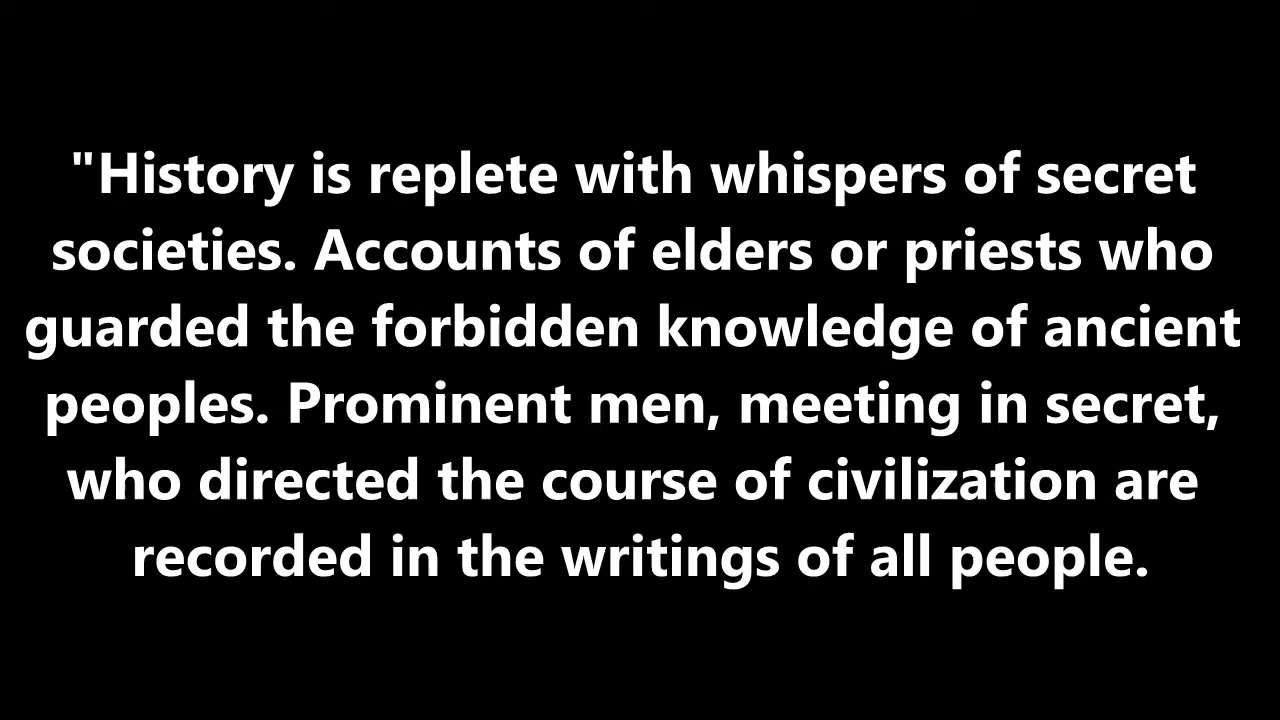 "History is replete with whispers of secret
societies. Accounts of elders or priests who
guarded the forbidden knowledge of ancient
peoples. Prominent men, meeting in secret,
who directed the course of civilization are
recorded in the writings of all people.